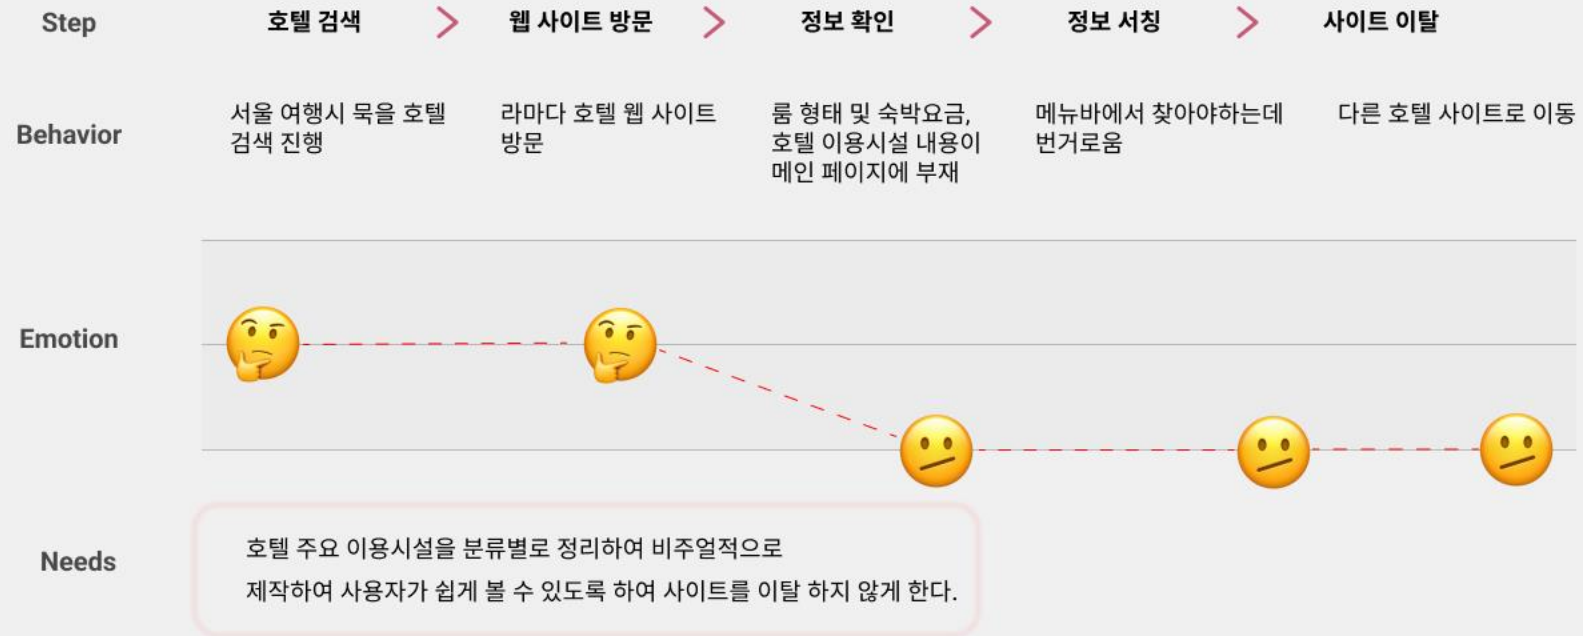 Step
호텔 검색
웹 사이트 방문
정보 확인
정보 서칭
사이트 이탈
Behavior
서울 여행시 묵을 호텔
검색 진행
라마다 호텔 웹 사이트
방문
룸 형태 및 숙박요금,
호텔 이용시설 내용이
메인 페이지에 부재
메뉴바에서 찾아야하는데
번거로움
다른 호텔 사이트로 이동
Emotion
Needs
호텔 주요 이용시설을 분류별로 정리하여 비주얼적으로
제작하여 사용자가 쉽게 볼 수 있도록 하여 사이트를 이탈 하지 않게 한다.